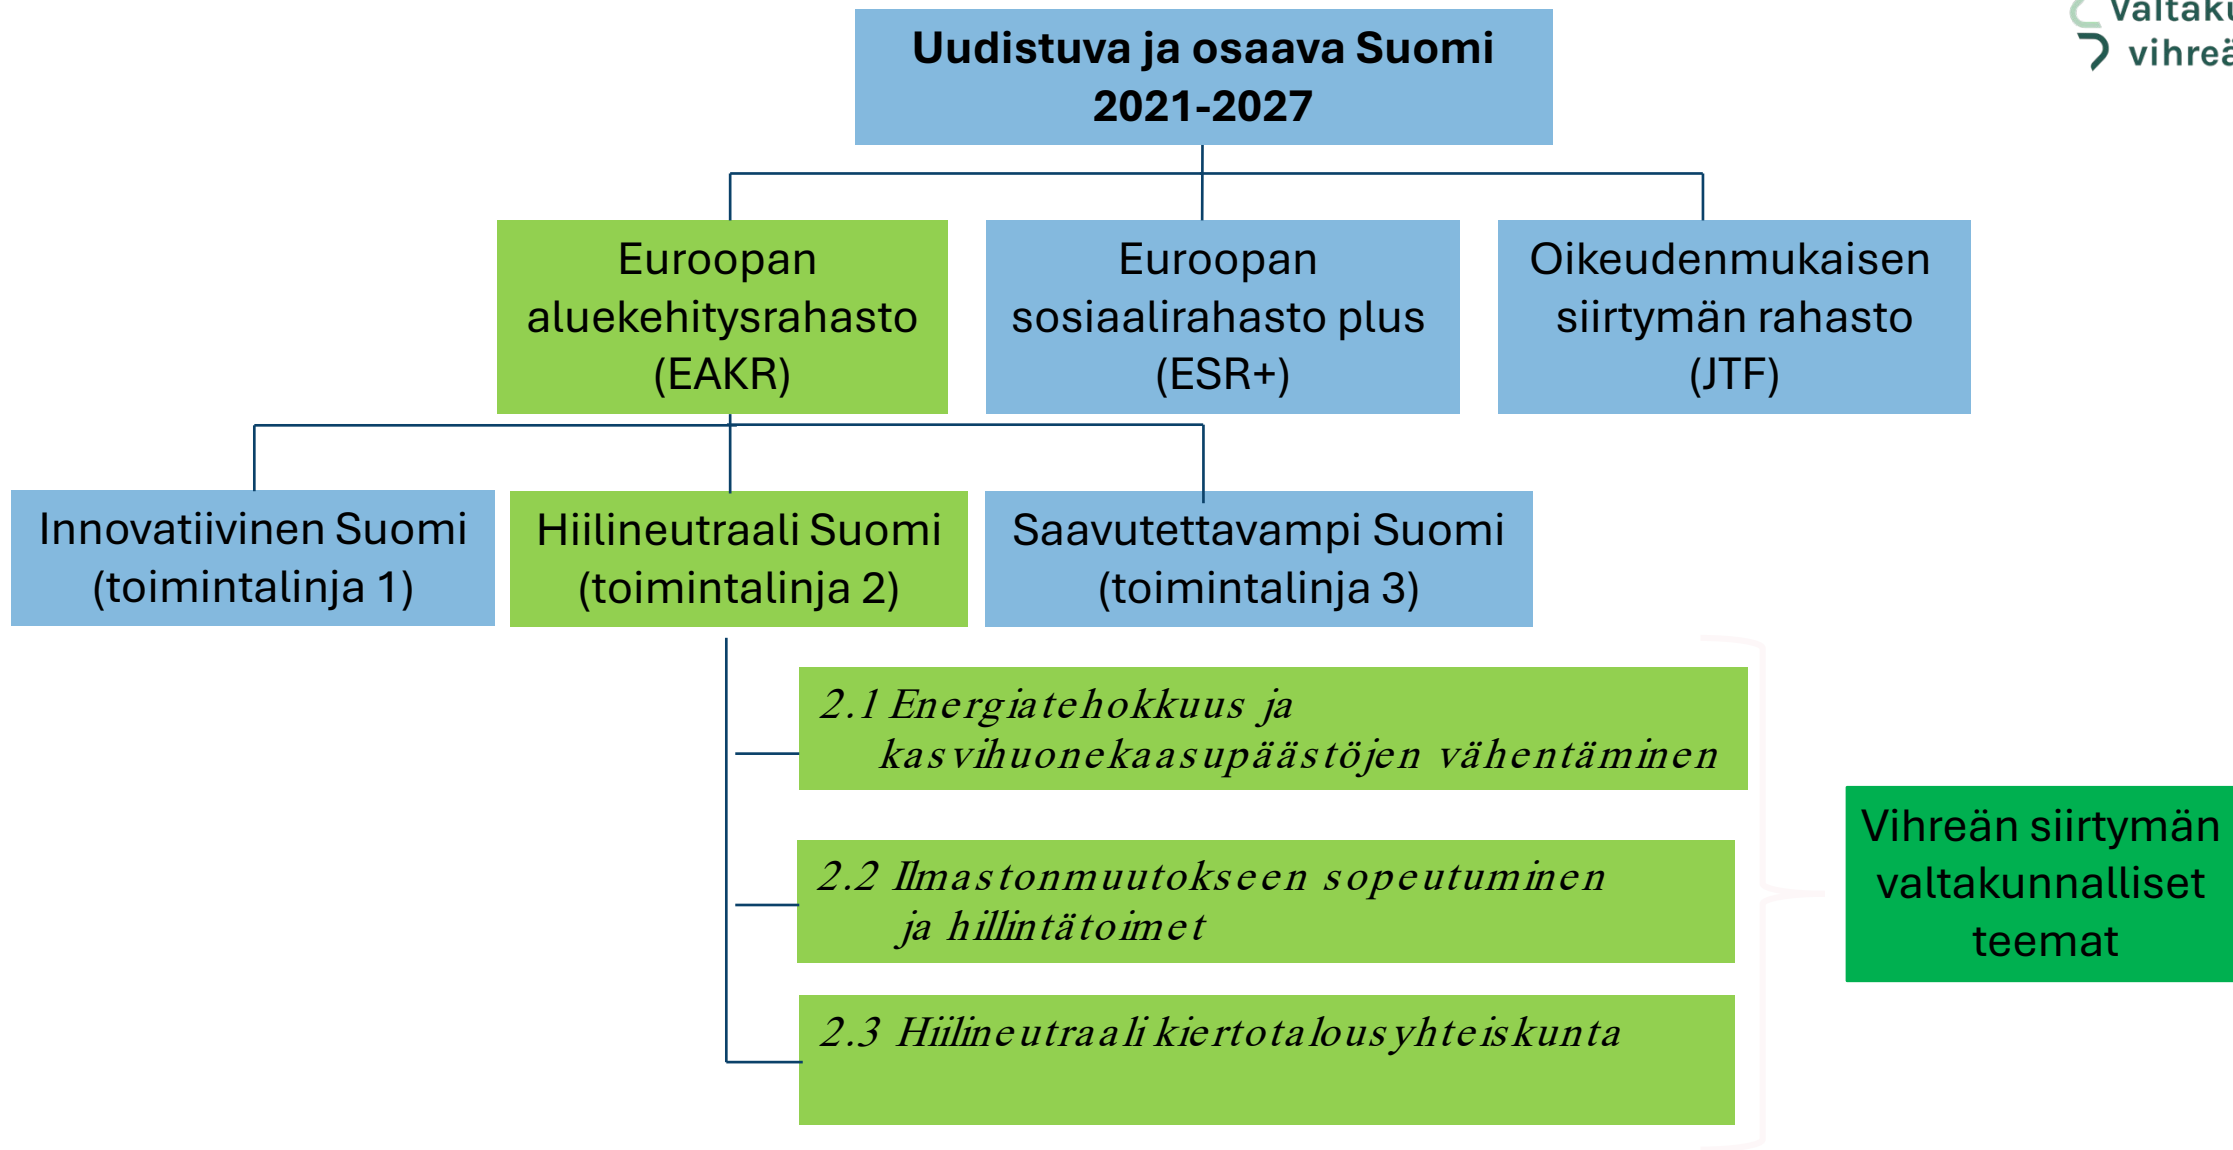 Uudistuva ja osaava Suomi
2021-2027
Euroopan
aluekehitysrahasto
(EAKR)
Euroopan
sosiaalirahasto plus
(ESR+)
Oikeudenmukaisen
siirtymän rahasto
(JTF)
Innovatiivinen Suomi
(toimintalinja 1)
Hiilineutraali Suomi
(toimintalinja 2)
Saavutettavampi Suomi
(toimintalinja 3)
2.1 Energiatehokkuus ja
kasvihuonekaasupäästöjen vähentäminen
2.2 Ilmastonmuutokseen sopeutuminen
ja hillintätoimet
2.3 Hiilineutraali kiertotalousyhteiskunta
Vihreän siirtymän
valtakunnalliset
teemat